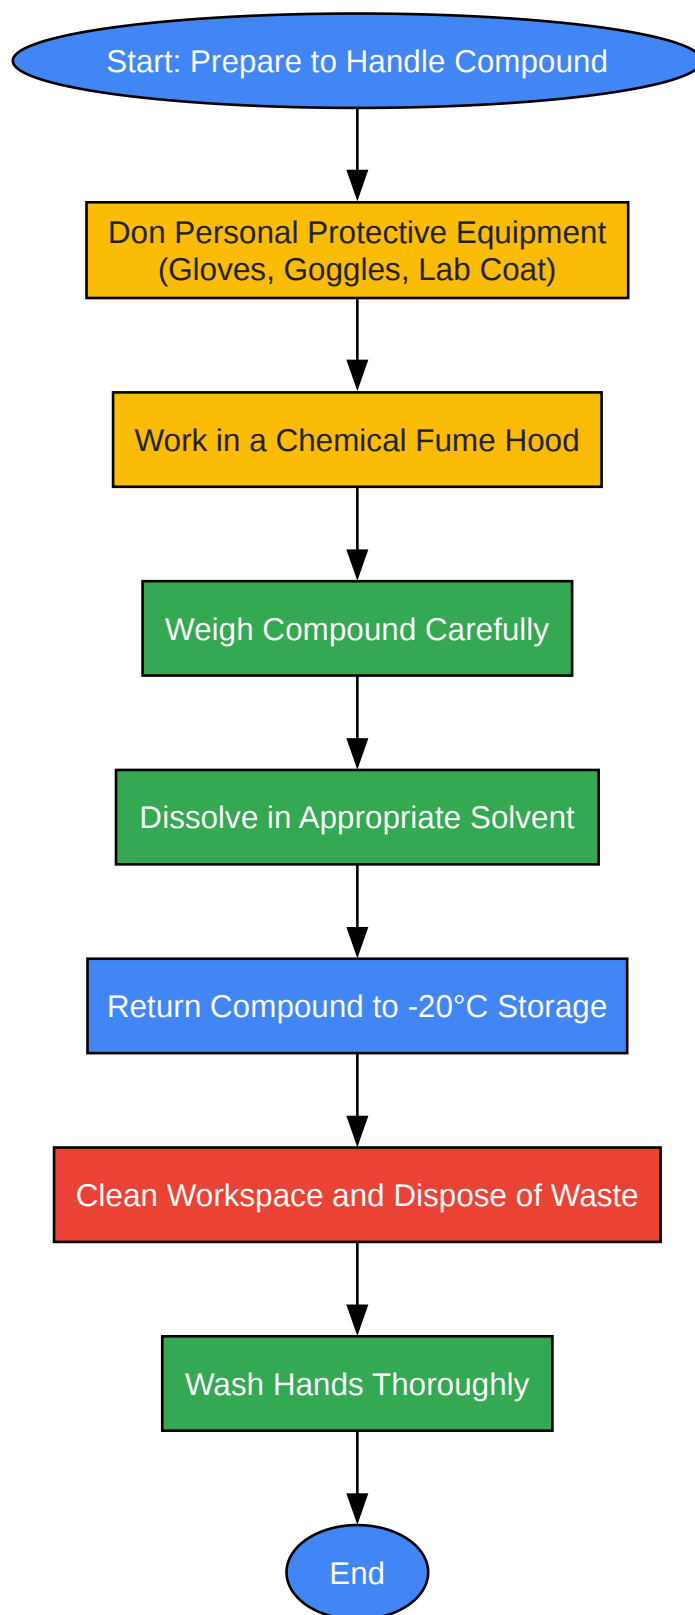 Start: Prepare to Handle Compound
Don Personal Protective Equipment
(Gloves, Goggles, Lab Coat)
Work in a Chemical Fume Hood
Weigh Compound Carefully
Dissolve in Appropriate Solvent
Return Compound to -20°C Storage
Clean Workspace and Dispose of Waste
Wash Hands Thoroughly
End